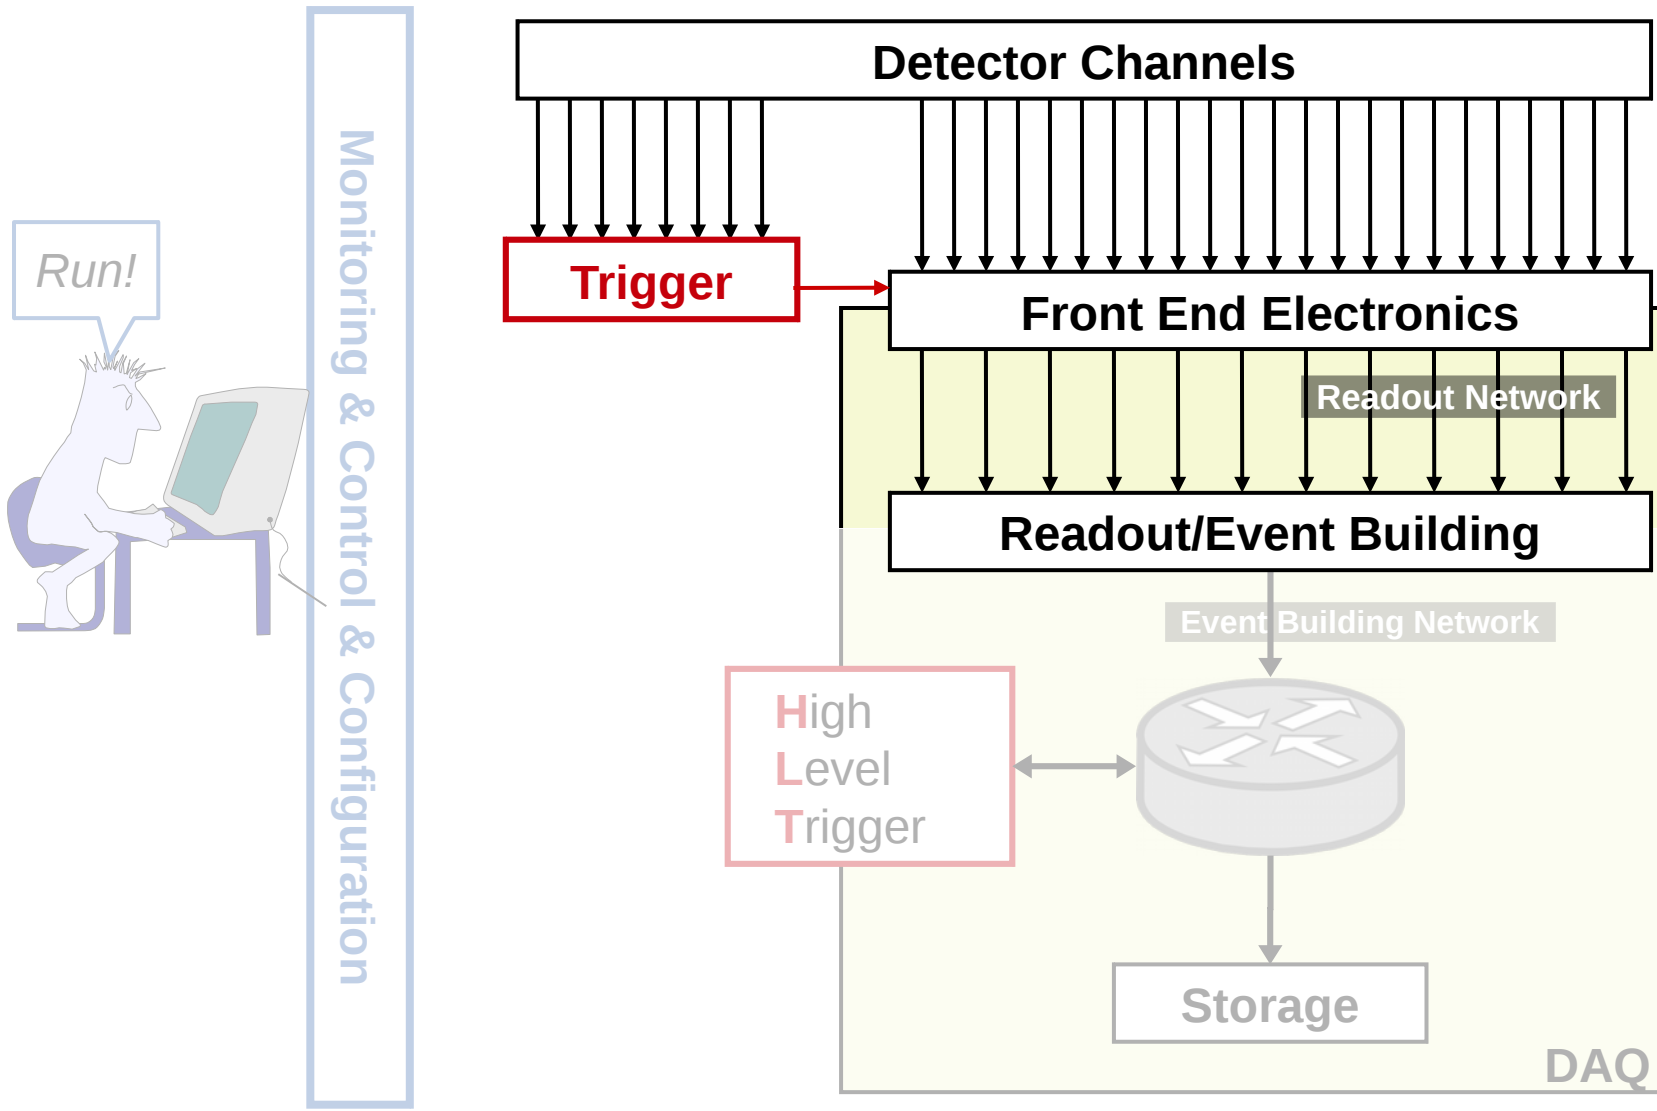 Detector Channels
Run!
Monitoring & Control & Configuration
Trigger
Front End Electronics
Readout Network
Readout/Event Building
Event Building Network
High
Level
Trigger
Storage
DAQ